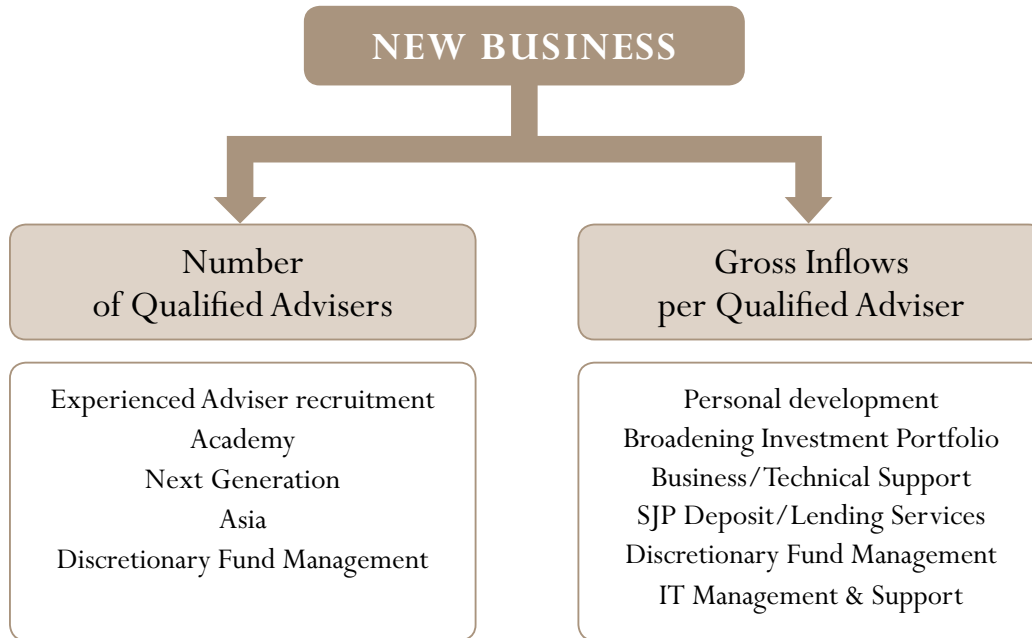 NEW BUSINESS
Number
of Qualified Advisers
Experienced Adviser recruitment
Academy
Next Generation
Asia
Discretionary Fund Management
Gross Inflows
per Qualified Adviser
Personal development
Broadening Investment Portfolio
Business/Technical Support
SJP Deposit/Lending Services
Discretionary Fund Management
IT Management & Support